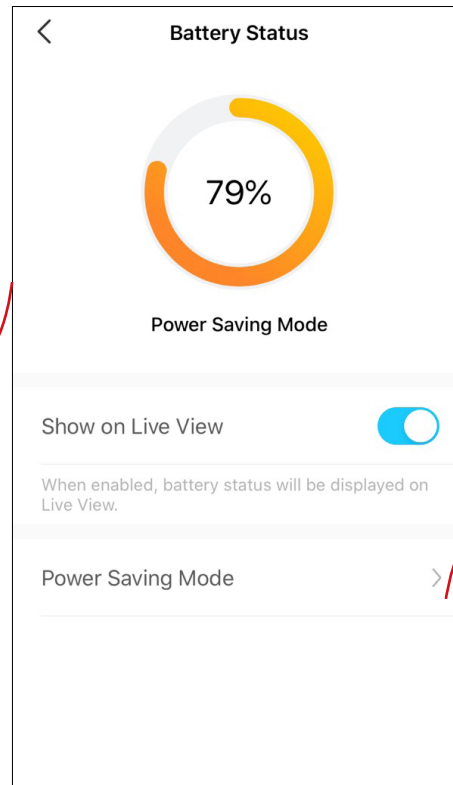 Battery Status
79%
Power Saving Mode
Show on Live View
When enabled, battery status will be displayed on
Live View.
Power Saving Mode